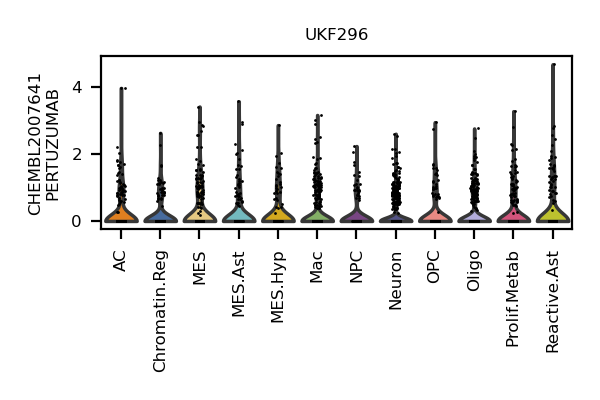 UKF296
CHEMBL2007641
PERTUZUMAB
4
2
0
AC
Chromatin.Reg
MES
MES.Ast
MES.Hyp
Mac
NPC
Neuron
OPC
Oligo
Prolif.Metab
Reactive.Ast